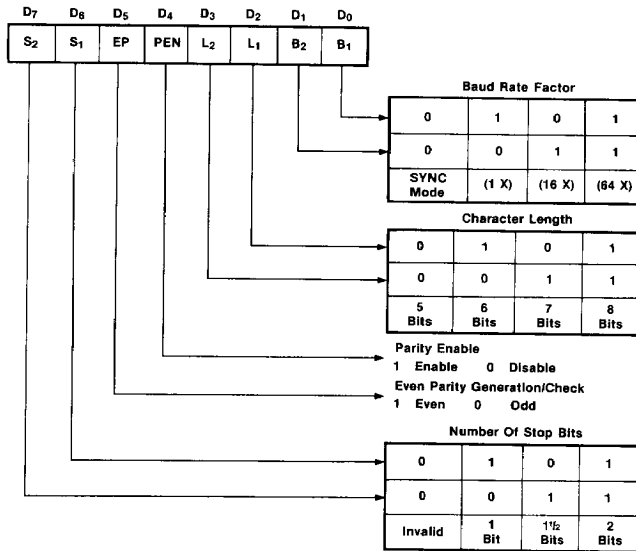 D7 D6 D5 D4 D3 D2 D1 D0
S2 S1 EP PEN L2 L1 B2 B1
Baud Rate Factor
0 1 0 1
0 0 1 1
SYNC Mode (1 X) (16 X) (64 X)
Character Length
0 1 0 1
0 0 1 1
5 Bits 6 Bits 7 Bits 8 Bits
Parity Enable
1 Enable 0 Disable
Even Parity Generation/Check
1 Even 0 Odd
Number Of Stop Bits
0 1 0 1
0 0 1 1
Invalid 1 Bit 1½ Bits 2 Bits